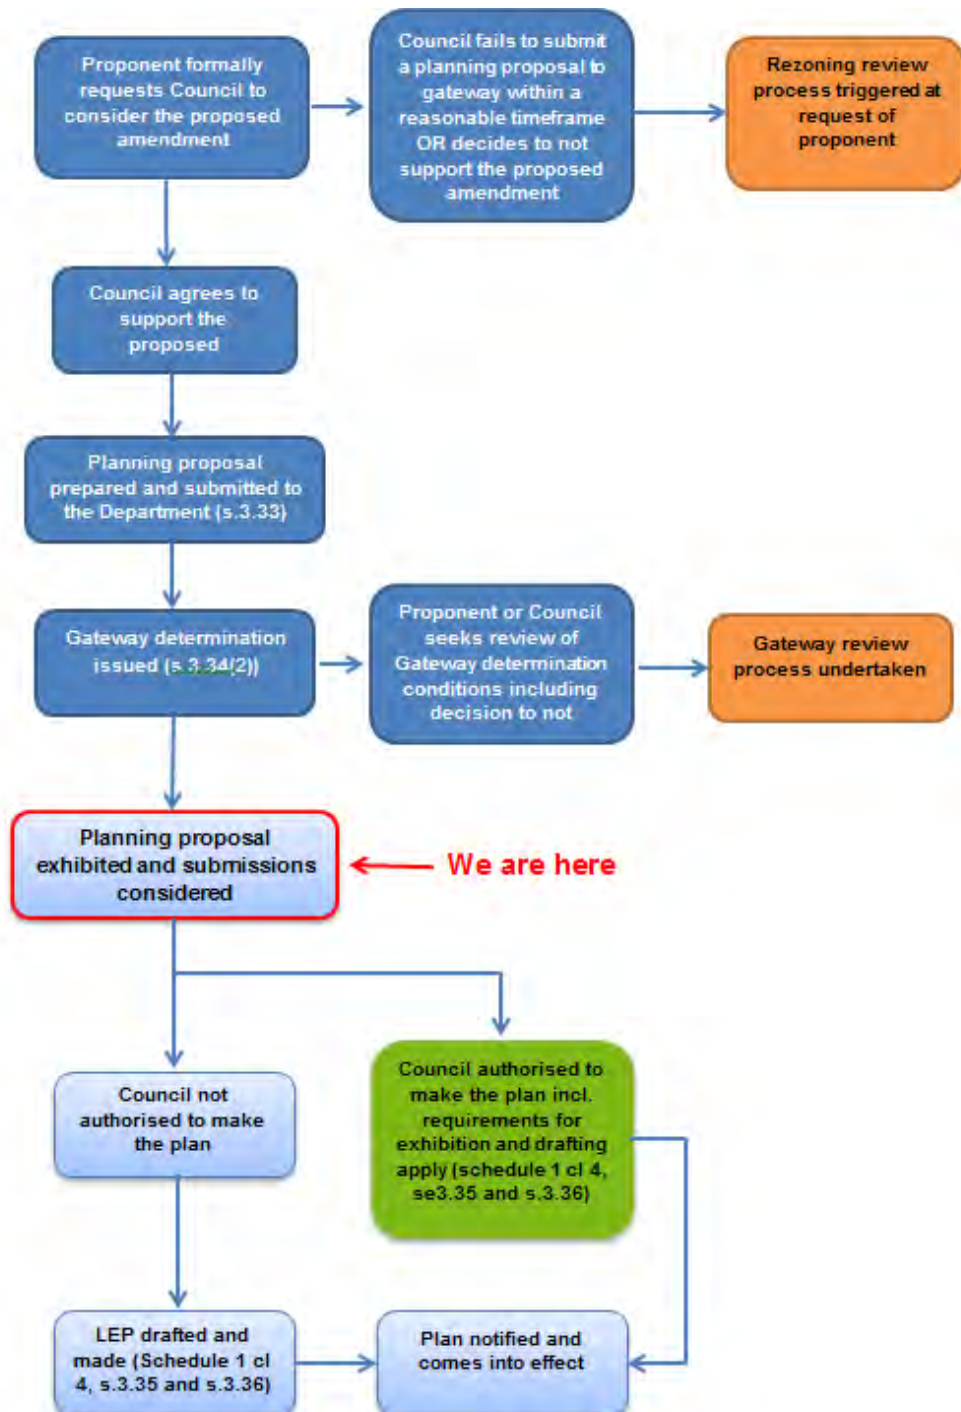 Proponent formally
requests Council to
consider the proposed
amendment
Council fails to submit
a planning proposal to
gateway within a
reasonable timeframe
OR decides to not
support the proposed
amendment
Rezoning review
process triggered at
request of
proponent
Council agrees to
support the
proposed
Planning proposal
prepared and submitted to
the Department (s.3.33)
Gateway determination
issued (s.3.34(2))
Proponent or Council
seeks review of
Gateway determination
conditions including
decision to not
Gateway review
process undertaken
Planning proposal
exhibited and submissions
considered
We are here
Council not
authorised to make
the plan
Council authorised to
make the plan incl.
requirements for
exhibition and drafting
apply (schedule 1 cl 4,
se3.35 and s.3.36)
LEP drafted and
made (Schedule 1 cl
4, s.3.35 and s.3.36)
Plan notified and
comes into effect